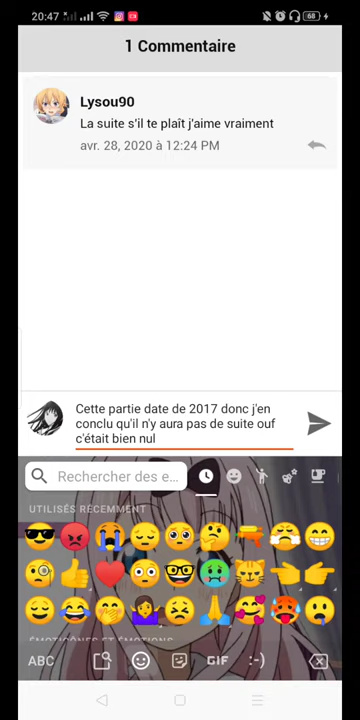 20:47
68
1 Commentaire
Lysou90
La suite s'il te plaît j'aime vraiment
avr. 28, 2020 à 12:24 PM
Cette partie date de 2017 donc j'en
conclu qu'il n'y aura pas de suite ouf
c'était bien nul
Rechercher des e...
UTILISÉS RÉCEMMENT
ÉMOTICÔNES ET ÉMOTIONS
ABC
GIF
:-)